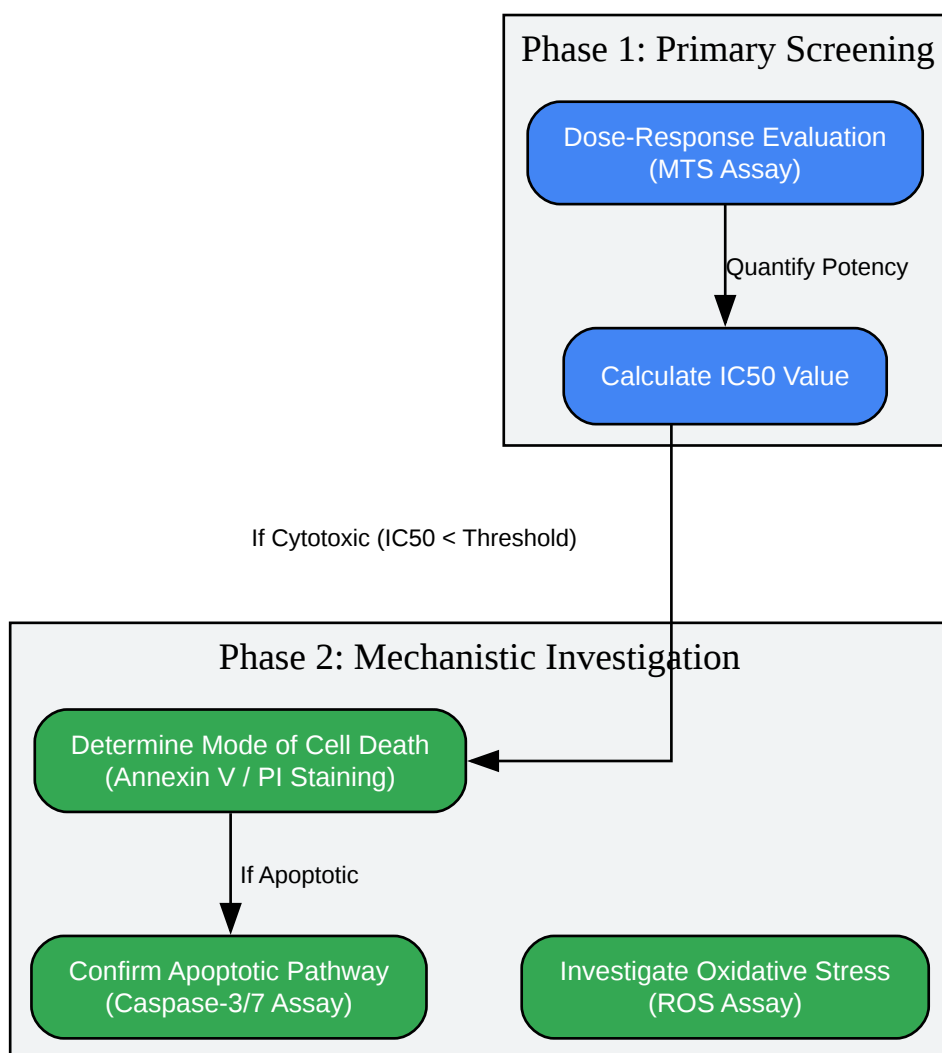 Phase 1: Primary Screening
Dose-Response Evaluation
(MTS Assay)
Quantify Potency
Calculate IC50 Value
If Cytotoxic (IC50 < Threshold)
Phase 2: Mechanistic Investigation
Determine Mode of Cell Death
(Annexin V / PI Staining)
If Apoptotic
Confirm Apoptotic Pathway
(Caspase-3/7 Assay)
Investigate Oxidative Stress
(ROS Assay)